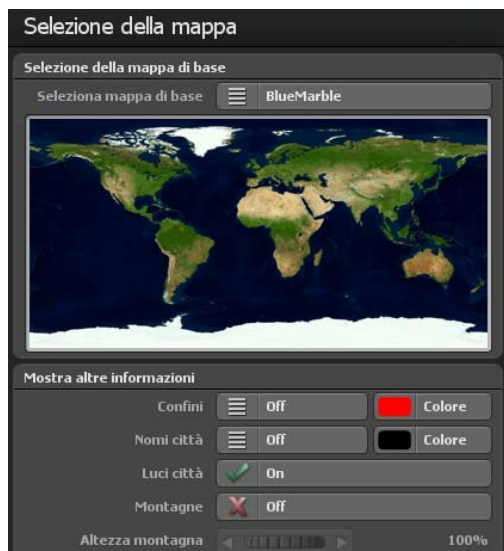 Selezione della mappa
Selezione della mappa di base
Seleziona mappa di base BlueMarble
Mostra altre informazioni
Confini Off Colore
Nomi città Off Colore
Luci città On
Montagne Off
Altezza montagna 100%